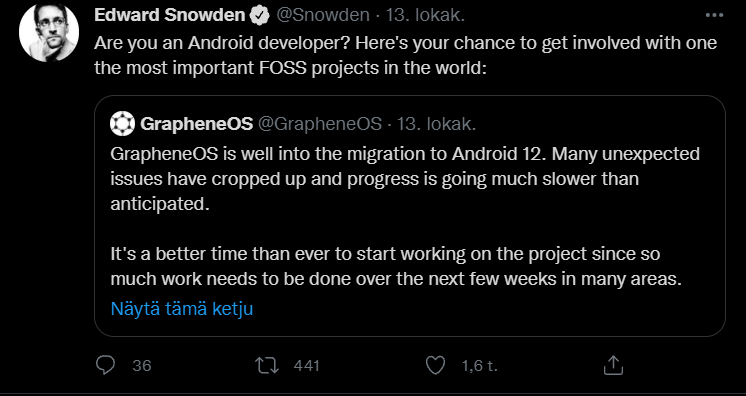 Edward Snowden @Snowden · 13. lokak.
Are you an Android developer? Here's your chance to get involved with one
the most important FOSS projects in the world:
GrapheneOS @GrapheneOS · 13. lokak.
GrapheneOS is well into the migration to Android 12. Many unexpected
issues have cropped up and progress is going much slower than
anticipated.
It's a better time than ever to start working on the project since so
much work needs to be done over the next few weeks in many areas.
Näytä tämä ketju
36 441 1,6 t.